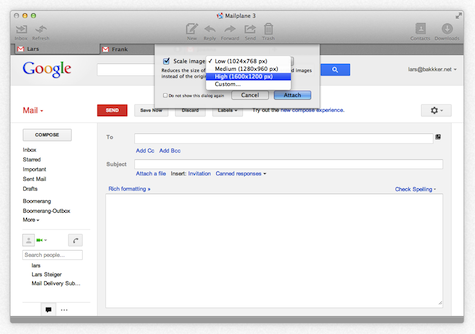 Mailplane 3
Inbox Refresh New Reply Forward Send Trash Contacts Downloads
Lars Frank
Scale image Low (1024x768 px)
Medium (1280x960 px)
Reduces the size of images
High (1600x1200 px)
instead of the origi
Custom...
Do not show this dialog again Cancel Attach
Google
lars@bakkker.net
Mail SEND Save Now Discard Labels Try out the new compose experience.
COMPOSE
To
Inbox
Add Cc Add Bcc
Starred
Important
Subject
Sent Mail
Attach a file Insert: Invitation Canned responses
Drafts
Rich formatting » Check Spelling
Boomerang
Boomerang-Outbox
More
Search people...
lars
Lars Steiger
Mail Delivery Sub...